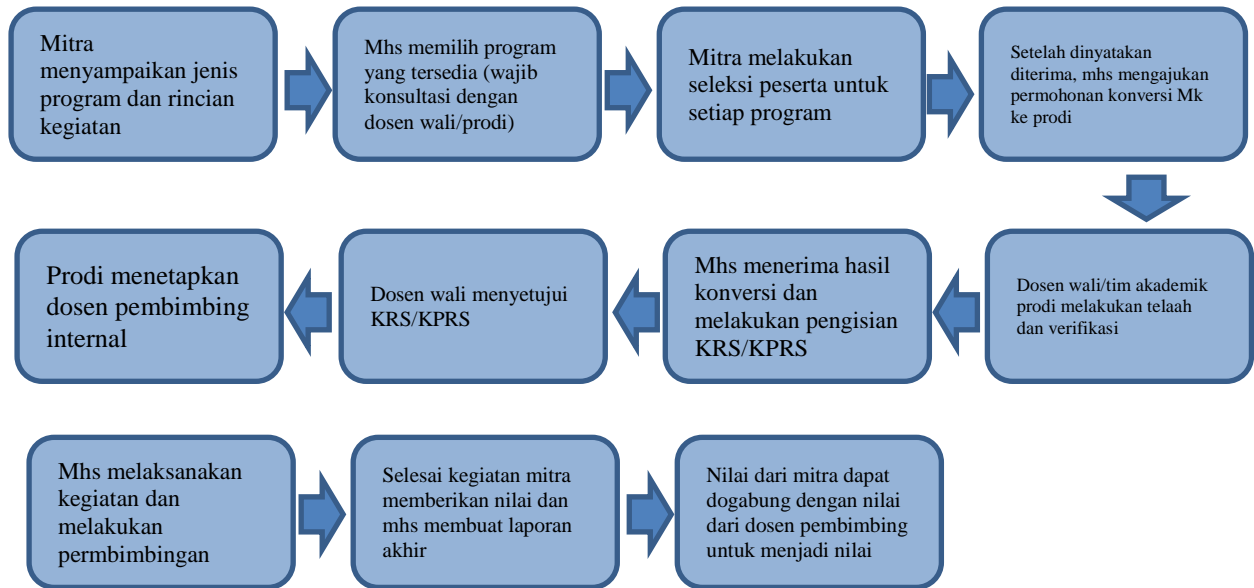 Mitra
menyampaikan jenis
program dan rincian
kegiatan
Mhs memilih program
yang tersedia (wajib
konsultasi dengan
dosen wali/prodi)
Mitra melakukan
seleksi peserta untuk
setiap program
Setelah dinyatakan
diterima, mhs mengajukan
permohonan konversi Mk
ke prodi
Dosen wali/tim akademik
prodi melakukan telaah
dan verifikasi
Mhs menerima hasil
konversi dan
melakukan pengisian
KRS/KPRS
Dosen wali menyetujui
KRS/KPRS
Prodi menetapkan
dosen pembimbing
internal
Mhs melaksanakan
kegiatan dan
melakukan
permbimbingan
Selesai kegiatan mitra
memberikan nilai dan
mhs membuat laporan
akhir
Nilai dari mitra dapat
dogabung dengan nilai
dari dosen pembimbing
untuk menjadi nilai